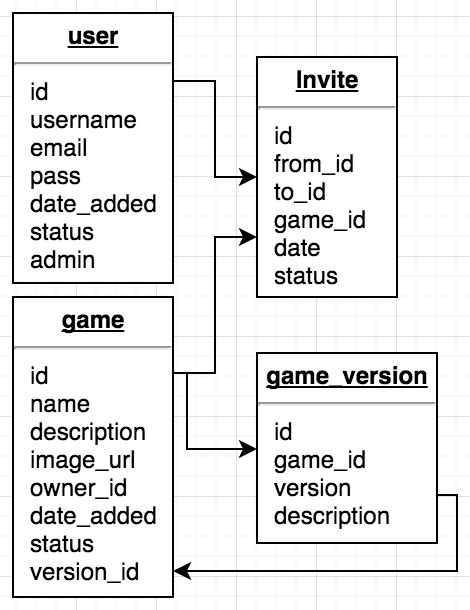 user
id
username
email
pass
date_added
status
admin
Invite
id
from_id
to_id
game_id
date
status
game
id
name
description
image_url
owner_id
date_added
status
version_id
game_version
id
game_id
version
description